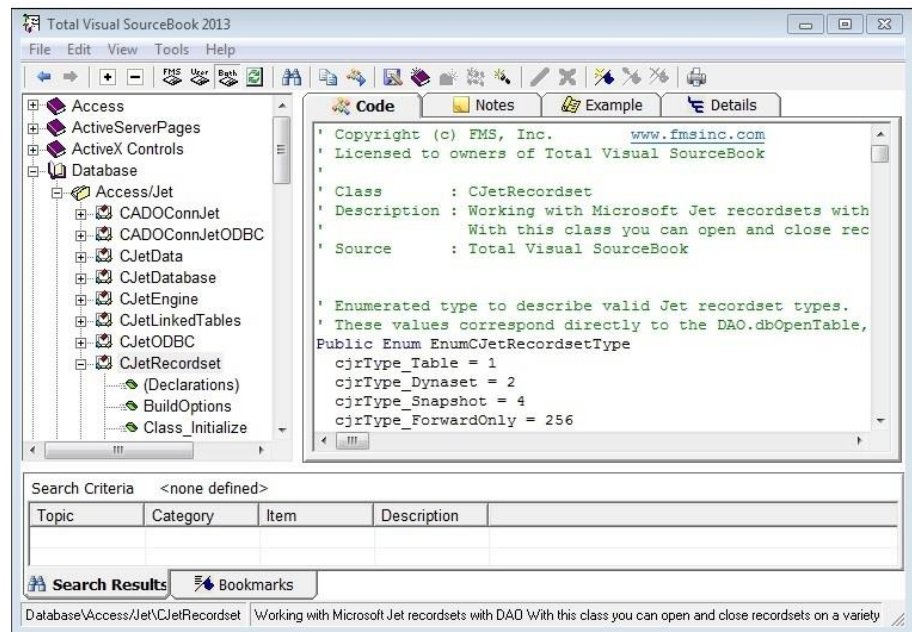 Total Visual SourceBook 2013
File Edit View Tools Help
FMS User Both
Access
ActiveServerPages
ActiveX Controls
Database
Access/Jet
CADOConnJet
CADOConnJetODBC
CJetData
CJetDatabase
CJetEngine
CJetLinkedTables
CJetODBC
CJetRecordset
(Declarations)
BuildOptions
Class_Initialize
Code Notes Example Details
' Copyright (c) FMS, Inc. www.fmsinc.com
' Licensed to owners of Total Visual SourceBook
'
' Class : CJetRecordset
' Description : Working with Microsoft Jet recordsets with
' With this class you can open and close rec
' Source : Total Visual SourceBook
' Enumerated type to describe valid Jet recordset types.
' These values correspond directly to the DAO.dbOpenTable,
Public Enum EnumCJetRecordsetType
cjrType_Table = 1
cjrType_Dynaset = 2
cjrType_Snapshot = 4
cjrType_ForwardOnly = 256
Search Criteria <none defined>
Topic Category Item Description
Search Results Bookmarks
Database\Access/Jet\CJetRecordset Working with Microsoft Jet recordsets with DAO With this class you can open and close recordsets on a variety